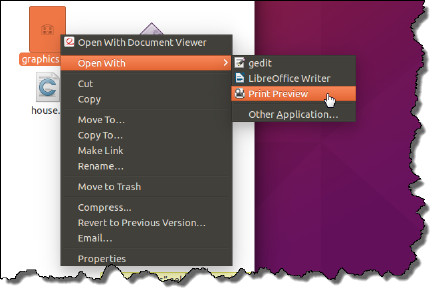 graphics
Open With Document Viewer
Open With
gedit
LibreOffice Writer
Print Preview
Other Application...
house.
Cut
Copy
Move To...
Copy To...
Make Link
Rename...
Move to Trash
Compress...
Revert to Previous Version...
Email...
Properties